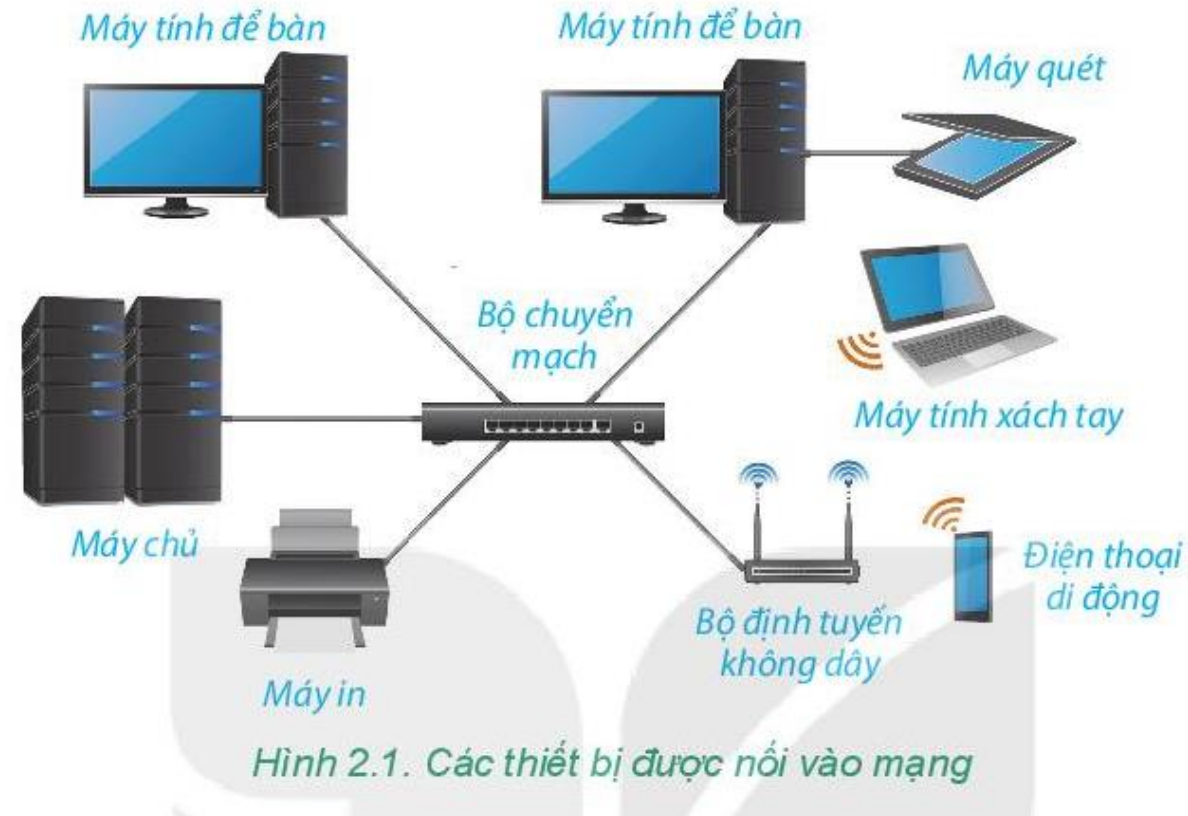 Máy tính để bàn
Máy tính để bàn
Máy quét
Bộ chuyển
mạch
Máy tính xách tay
Máy chủ
Điện thoại
di động
Bộ định tuyến
không dây
Máy in
Hình 2.1. Các thiết bị được nối vào mạng